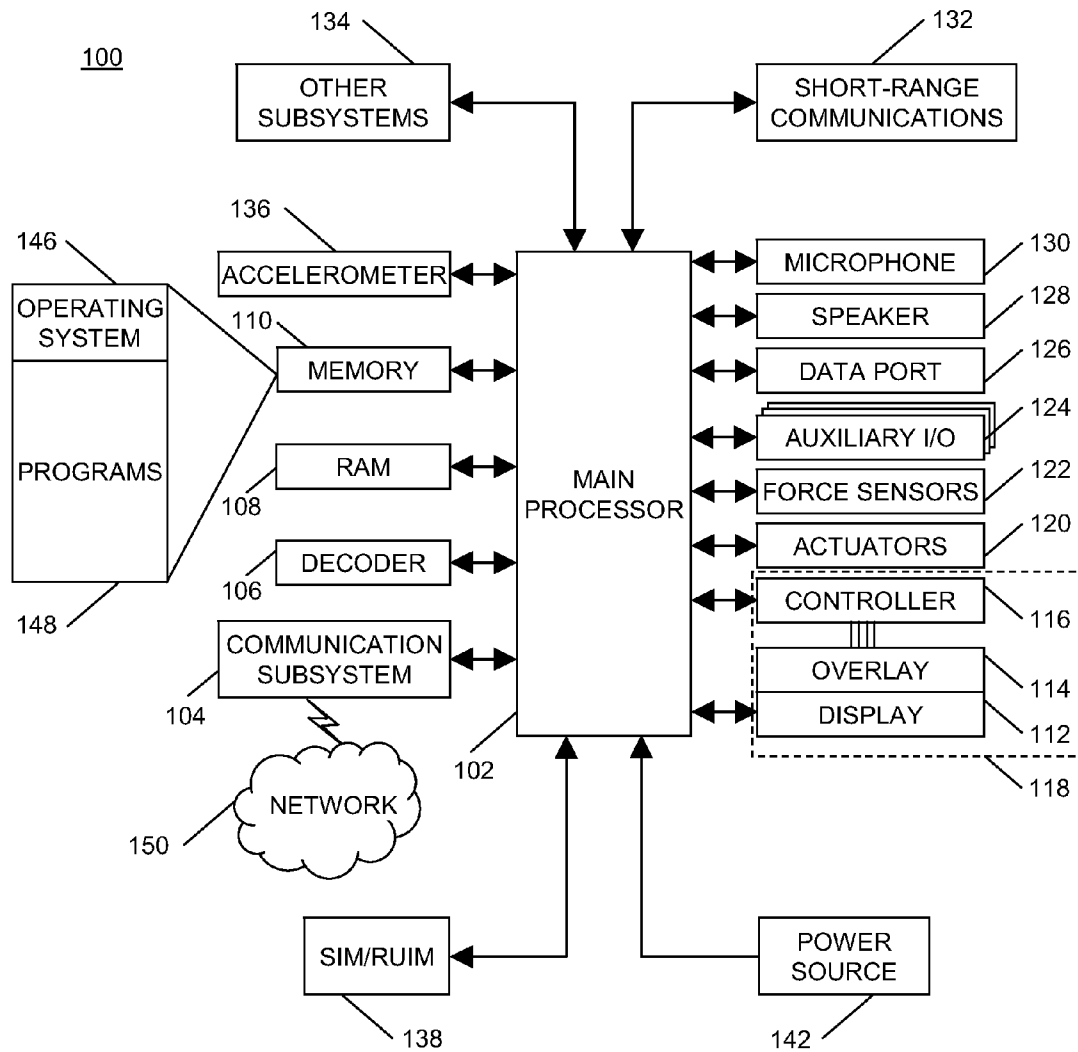 100
134
132
OTHER
SUBSYSTEMS
SHORT-RANGE
COMMUNICATIONS
136
146
ACCELEROMETER
MICROPHONE
130
OPERATING
SYSTEM
110
SPEAKER
128
MEMORY
DATA PORT
126
AUXILIARY I/O
124
PROGRAMS
RAM
108
MAIN
PROCESSOR
FORCE SENSORS
122
ACTUATORS
120
DECODER
106
CONTROLLER
116
148
COMMUNICATION
SUBSYSTEM
104
OVERLAY
114
DISPLAY
112
102
118
NETWORK
150
SIM/RUIM
138
POWER
SOURCE
142